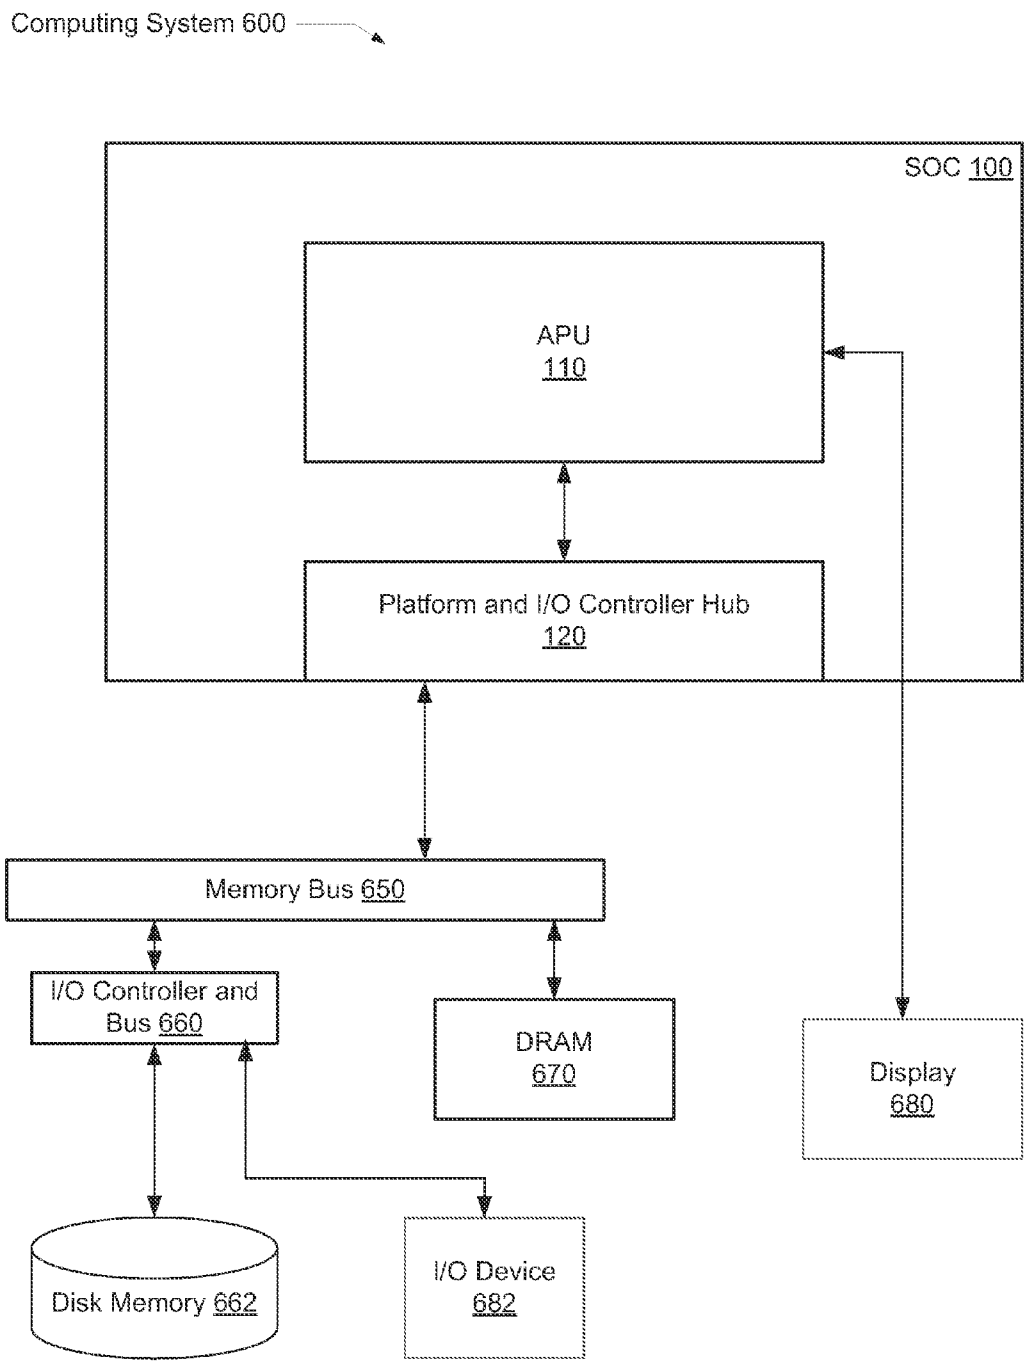 Computing System 600
SOC 100
APU
110
Platform and I/O Controller Hub
120
Memory Bus 650
I/O Controller and
Bus 660
DRAM
670
Display
680
Disk Memory 662
I/O Device
682